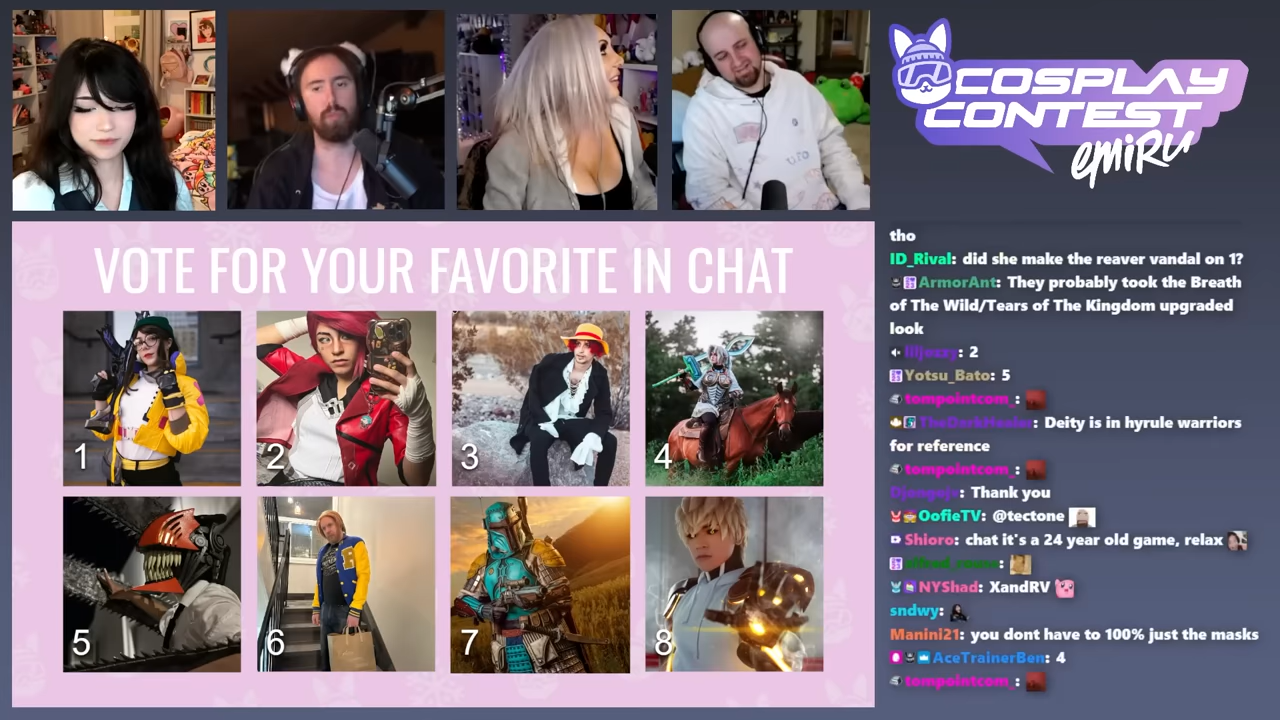 COSPLAY
CONTEST
emiru
VOTE FOR YOUR FAVORITE IN CHAT
1
2
3
4
5
6
7
8
tho
ID_Rival: did she make the reaver vandal on 1?
ArmorAnt: They probably took the Breath
of The Wild/Tears of The Kingdom upgraded
look
: 2
Yotsu_Bato: 5
tompointcom_:
TheDarkHealer: Deity is in hyrule warriors
for reference
tompointcom_:
: Thank you
OofieTV: @tectone
Shioro: chat it's a 24 year old game, relax
NYShad: XandRV
sndwy:
Manini21: you dont have to 100% just the masks
AceTrainerBen: 4
tompointcom_: